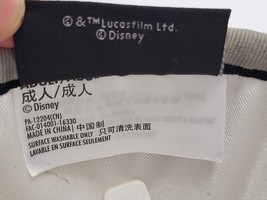 © & ™ Lucasfilm Ltd.
© Disney
成人/成人
© Disney
PA-12204(CN)
FAC-014001-16330
MADE IN CHINA | 中国制
SURFACE WASHABLE ONLY 只可清洗表面
LAVABLE EN SURFACE SEULEMENT